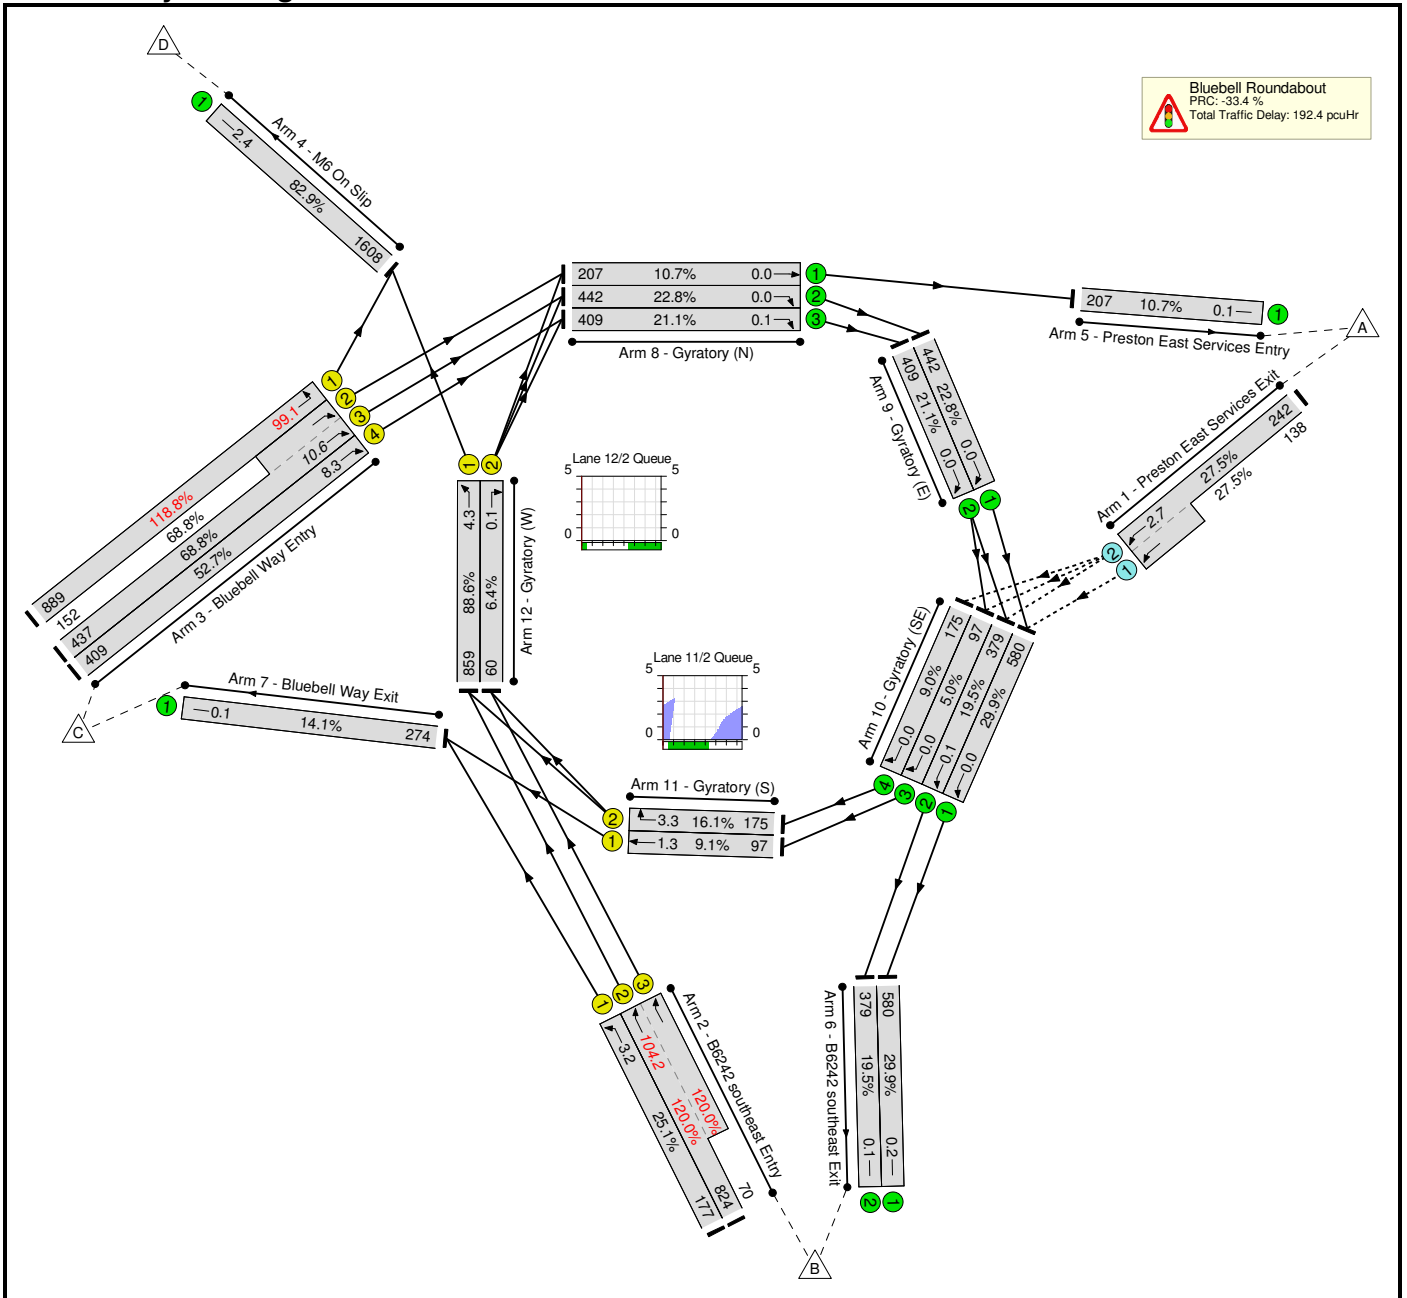 D
1
2.4
82.9%
1608
Arm 4 - M6 On Slip
Bluebell Roundabout
PRC: -33.4 %
Total Traffic Delay: 192.4 pcuHr
207 10.7% 0.0
442 22.8% 0.0
409 21.1% 0.1
1
2
3
Arm 8 - Gyratory (N)
207 10.7% 0.1
1
Arm 5 - Preston East Services Entry
A
442 22.8% 0.0
409 21.1% 0.0
1
2
Arm 9 - Gyratory (E)
Arm 1 - Preston East Services Exit
242
138
27.5%
27.5%
2.7
2
1
1
2
3
4
99.1
10.6
8.3
118.8%
68.8%
68.8%
52.7%
889
152
437
409
Arm 3 - Bluebell Way Entry
1
2
4.3 88.6% 859
0.1 6.4% 60
Arm 12 - Gyratory (W)
Lane 12/2 Queue
5
5
0
0
Lane 11/2 Queue
5
5
0
0
Arm 7 - Bluebell Way Exit
1
0.1 14.1% 274
C
Arm 10 - Gyratory (SE)
175 9.0% 0.0
97 5.0% 0.0
379 19.5% 0.1
580 29.9% 0.0
4
3
2
1
Arm 11 - Gyratory (S)
2
1
3.3 16.1% 175
1.3 9.1% 97
1
2
3
3.2
104.2
120.0%
120.0%
25.1%
70
824
177
Arm 2 - B6242 southeast Entry
Arm 6 - B6242 southeast Exit
379 19.5% 0.1
580 29.9% 0.2
2
1
B